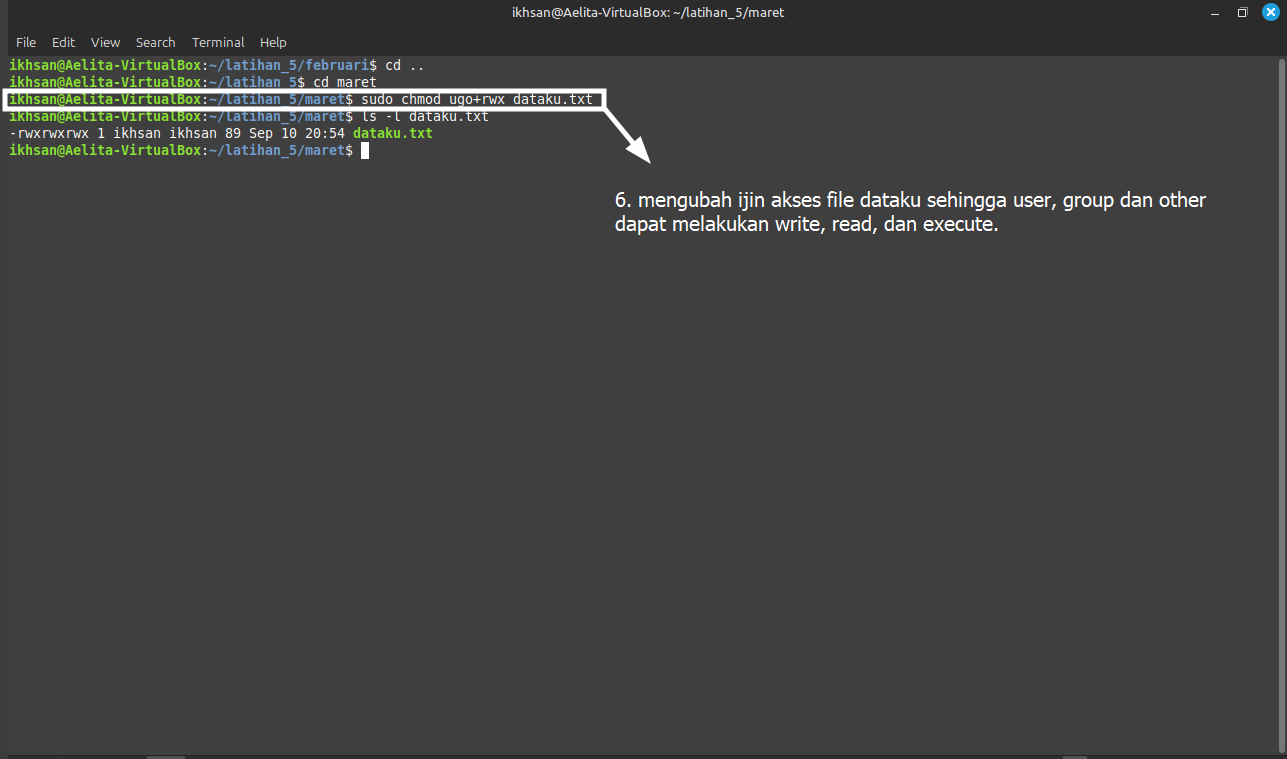 ikhsan@Aelita-VirtualBox: ~/latihan_5/maret
File Edit View Search Terminal Help
ikhsan@Aelita-VirtualBox:~/latihan_5/februari$ cd ..
ikhsan@Aelita-VirtualBox:~/latihan_5$ cd maret
ikhsan@Aelita-VirtualBox:~/latihan_5/maret$ sudo chmod ugo+rwx dataku.txt
ikhsan@Aelita-VirtualBox:~/latihan_5/maret$ ls -l dataku.txt
-rwxrwxrwx 1 ikhsan ikhsan 89 Sep 10 20:54 dataku.txt
ikhsan@Aelita-VirtualBox:~/latihan_5/maret$
6. mengubah ijin akses file dataku sehingga user, group dan other
dapat melakukan write, read, dan execute.